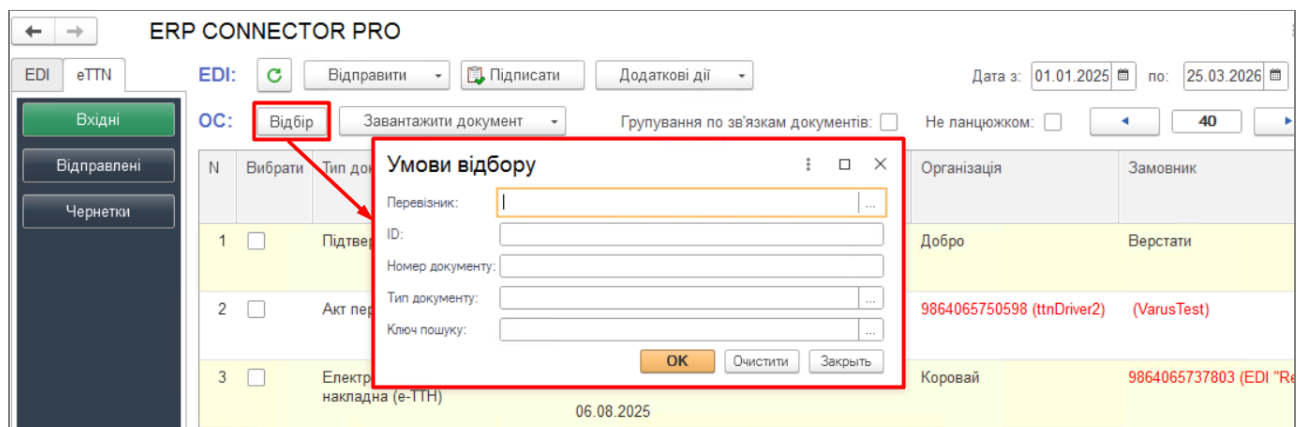 ERP CONNECTOR PRO
EDI eTTN EDI: Відправити Підписати Додаткові дії Дата з: 01.01.2025 по: 25.03.2026
Вхідні ОС: Відбір Завантажити документ Групування по зв'язкам документів: Не ланцюжком: 40
Відправлені
Чернетки
N Вибрати Тип док Організація Замовник
Умови відбору
Перевізник: ...
ID:
Номер документу:
Тип документу: ...
Ключ пошуку: ...
ОК Очистити Закрыть
1 Підтвер Добро Верстати
2 Акт пер 9864065750598 (ttnDriver2) (VarusTest)
3 Електр Коровай 9864065737803 (EDI "Re
накладна (е-ТТН)
06.08.2025